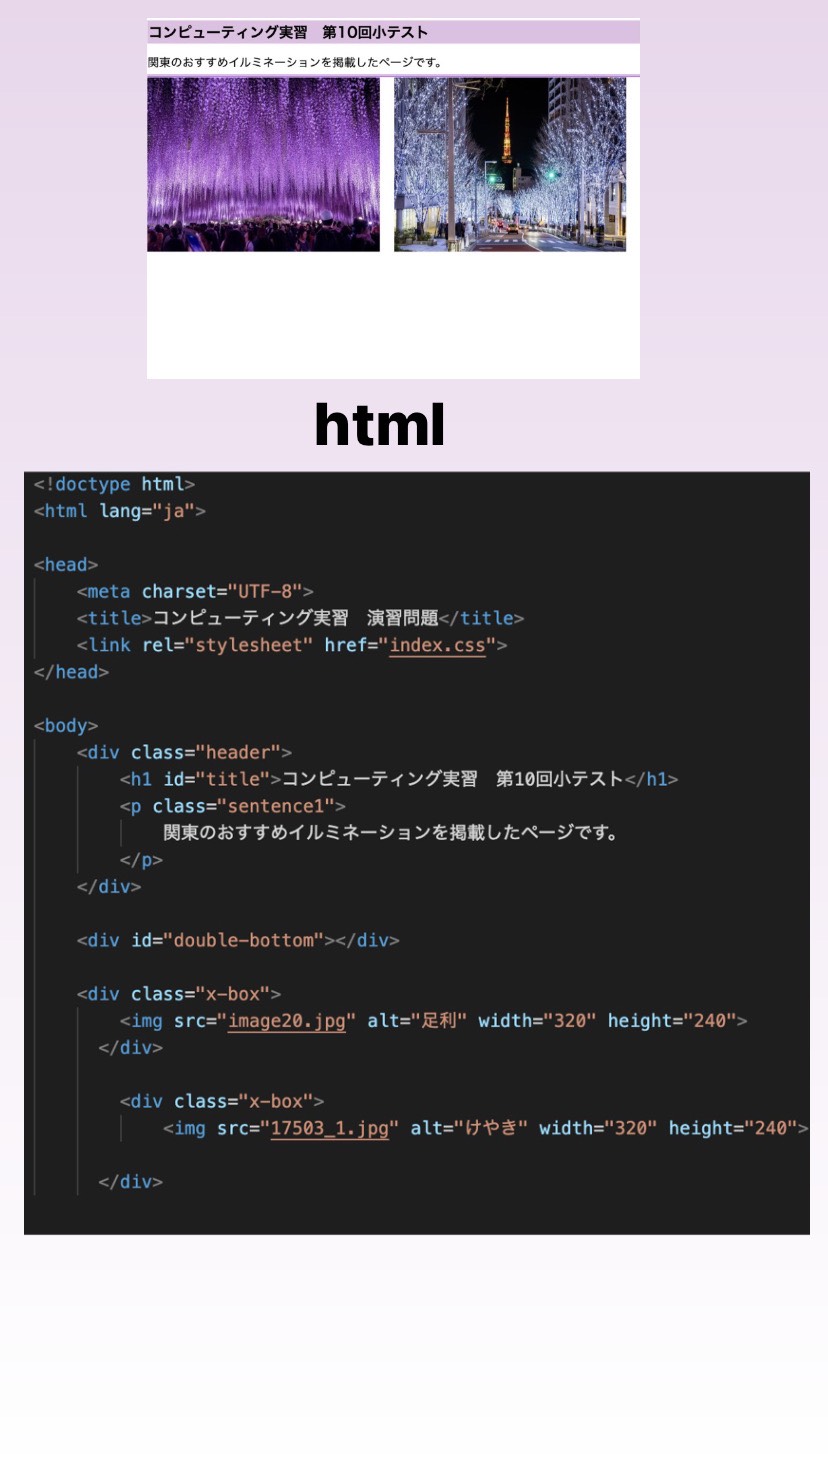 コンピューティング実習　第10回小テスト
関東のおすすめイルミネーションを掲載したページです。
html
<!doctype html>
<html lang="ja">
<head>
<meta charset="UTF-8">
<title>コンピューティング実習　演習問題</title>
<link rel="stylesheet" href="index.css">
</head>
<body>
<div class="header">
<h1 id="title">コンピューティング実習　第10回小テスト</h1>
<p class="sentence1">
関東のおすすめイルミネーションを掲載したページです。
</p>
</div>
<div id="double-bottom"></div>
<div class="x-box">
<img src="image20.jpg" alt="足利" width="320" height="240">
</div>
<div class="x-box">
<img src="17503_1.jpg" alt="けやき" width="320" height="240">
</div>